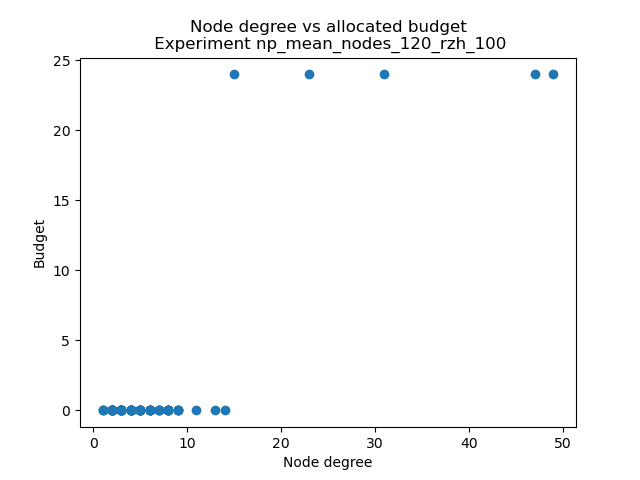 Node degree vs allocated budget
Experiment np_mean_nodes_120_rzh_100
25
20
15
10
5
0
Budget
0 10 20 30 40 50
Node degree